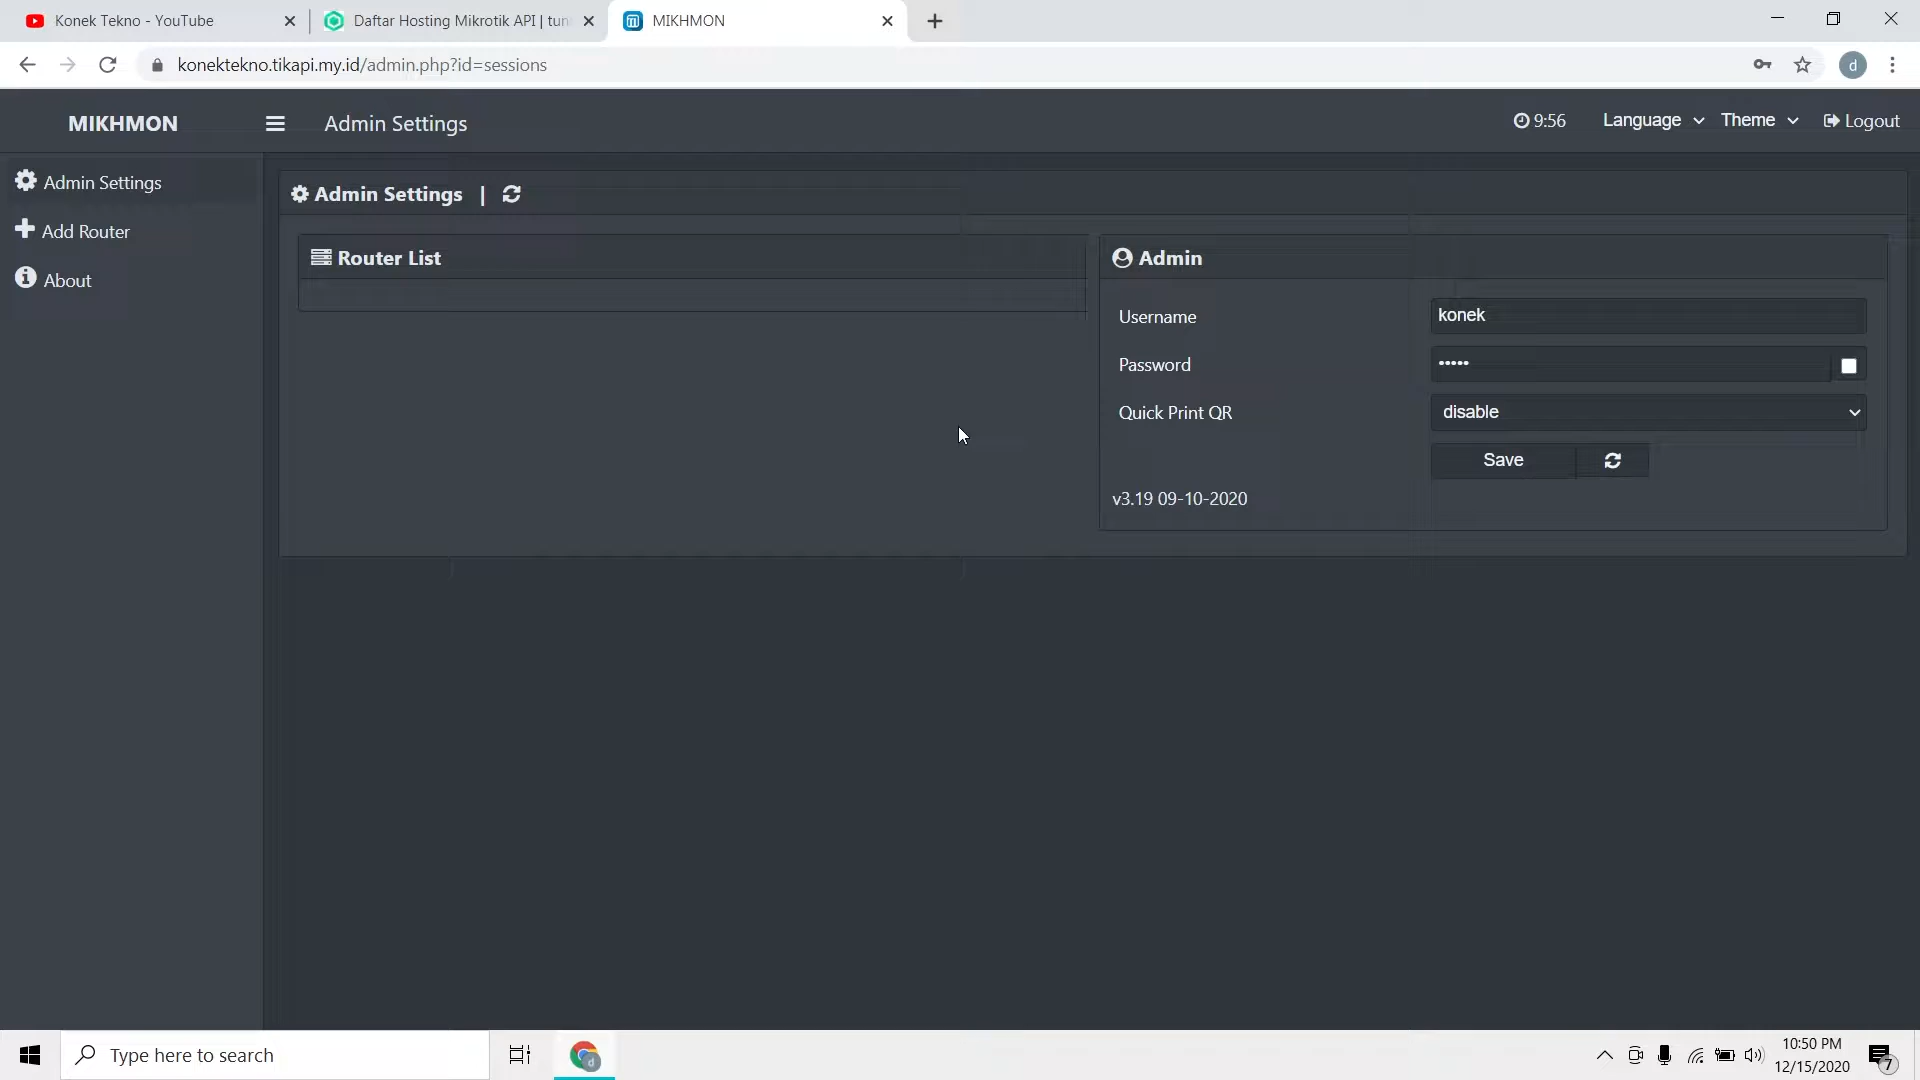 Konek Tekno - YouTube
Daftar Hosting Mikrotik API | tun
MIKHMON
konektekno.tikapi.my.id/admin.php?id=sessions
d
MIKHMON
Admin Settings
9:56
Language
Theme
Logout
Admin Settings
Add Router
About
Admin Settings |
Router List
Admin
Username
konek
Password
•••••
Quick Print QR
disable
Save
v3.19 09-10-2020
Type here to search
d
10:50 PM
12/15/2020
7